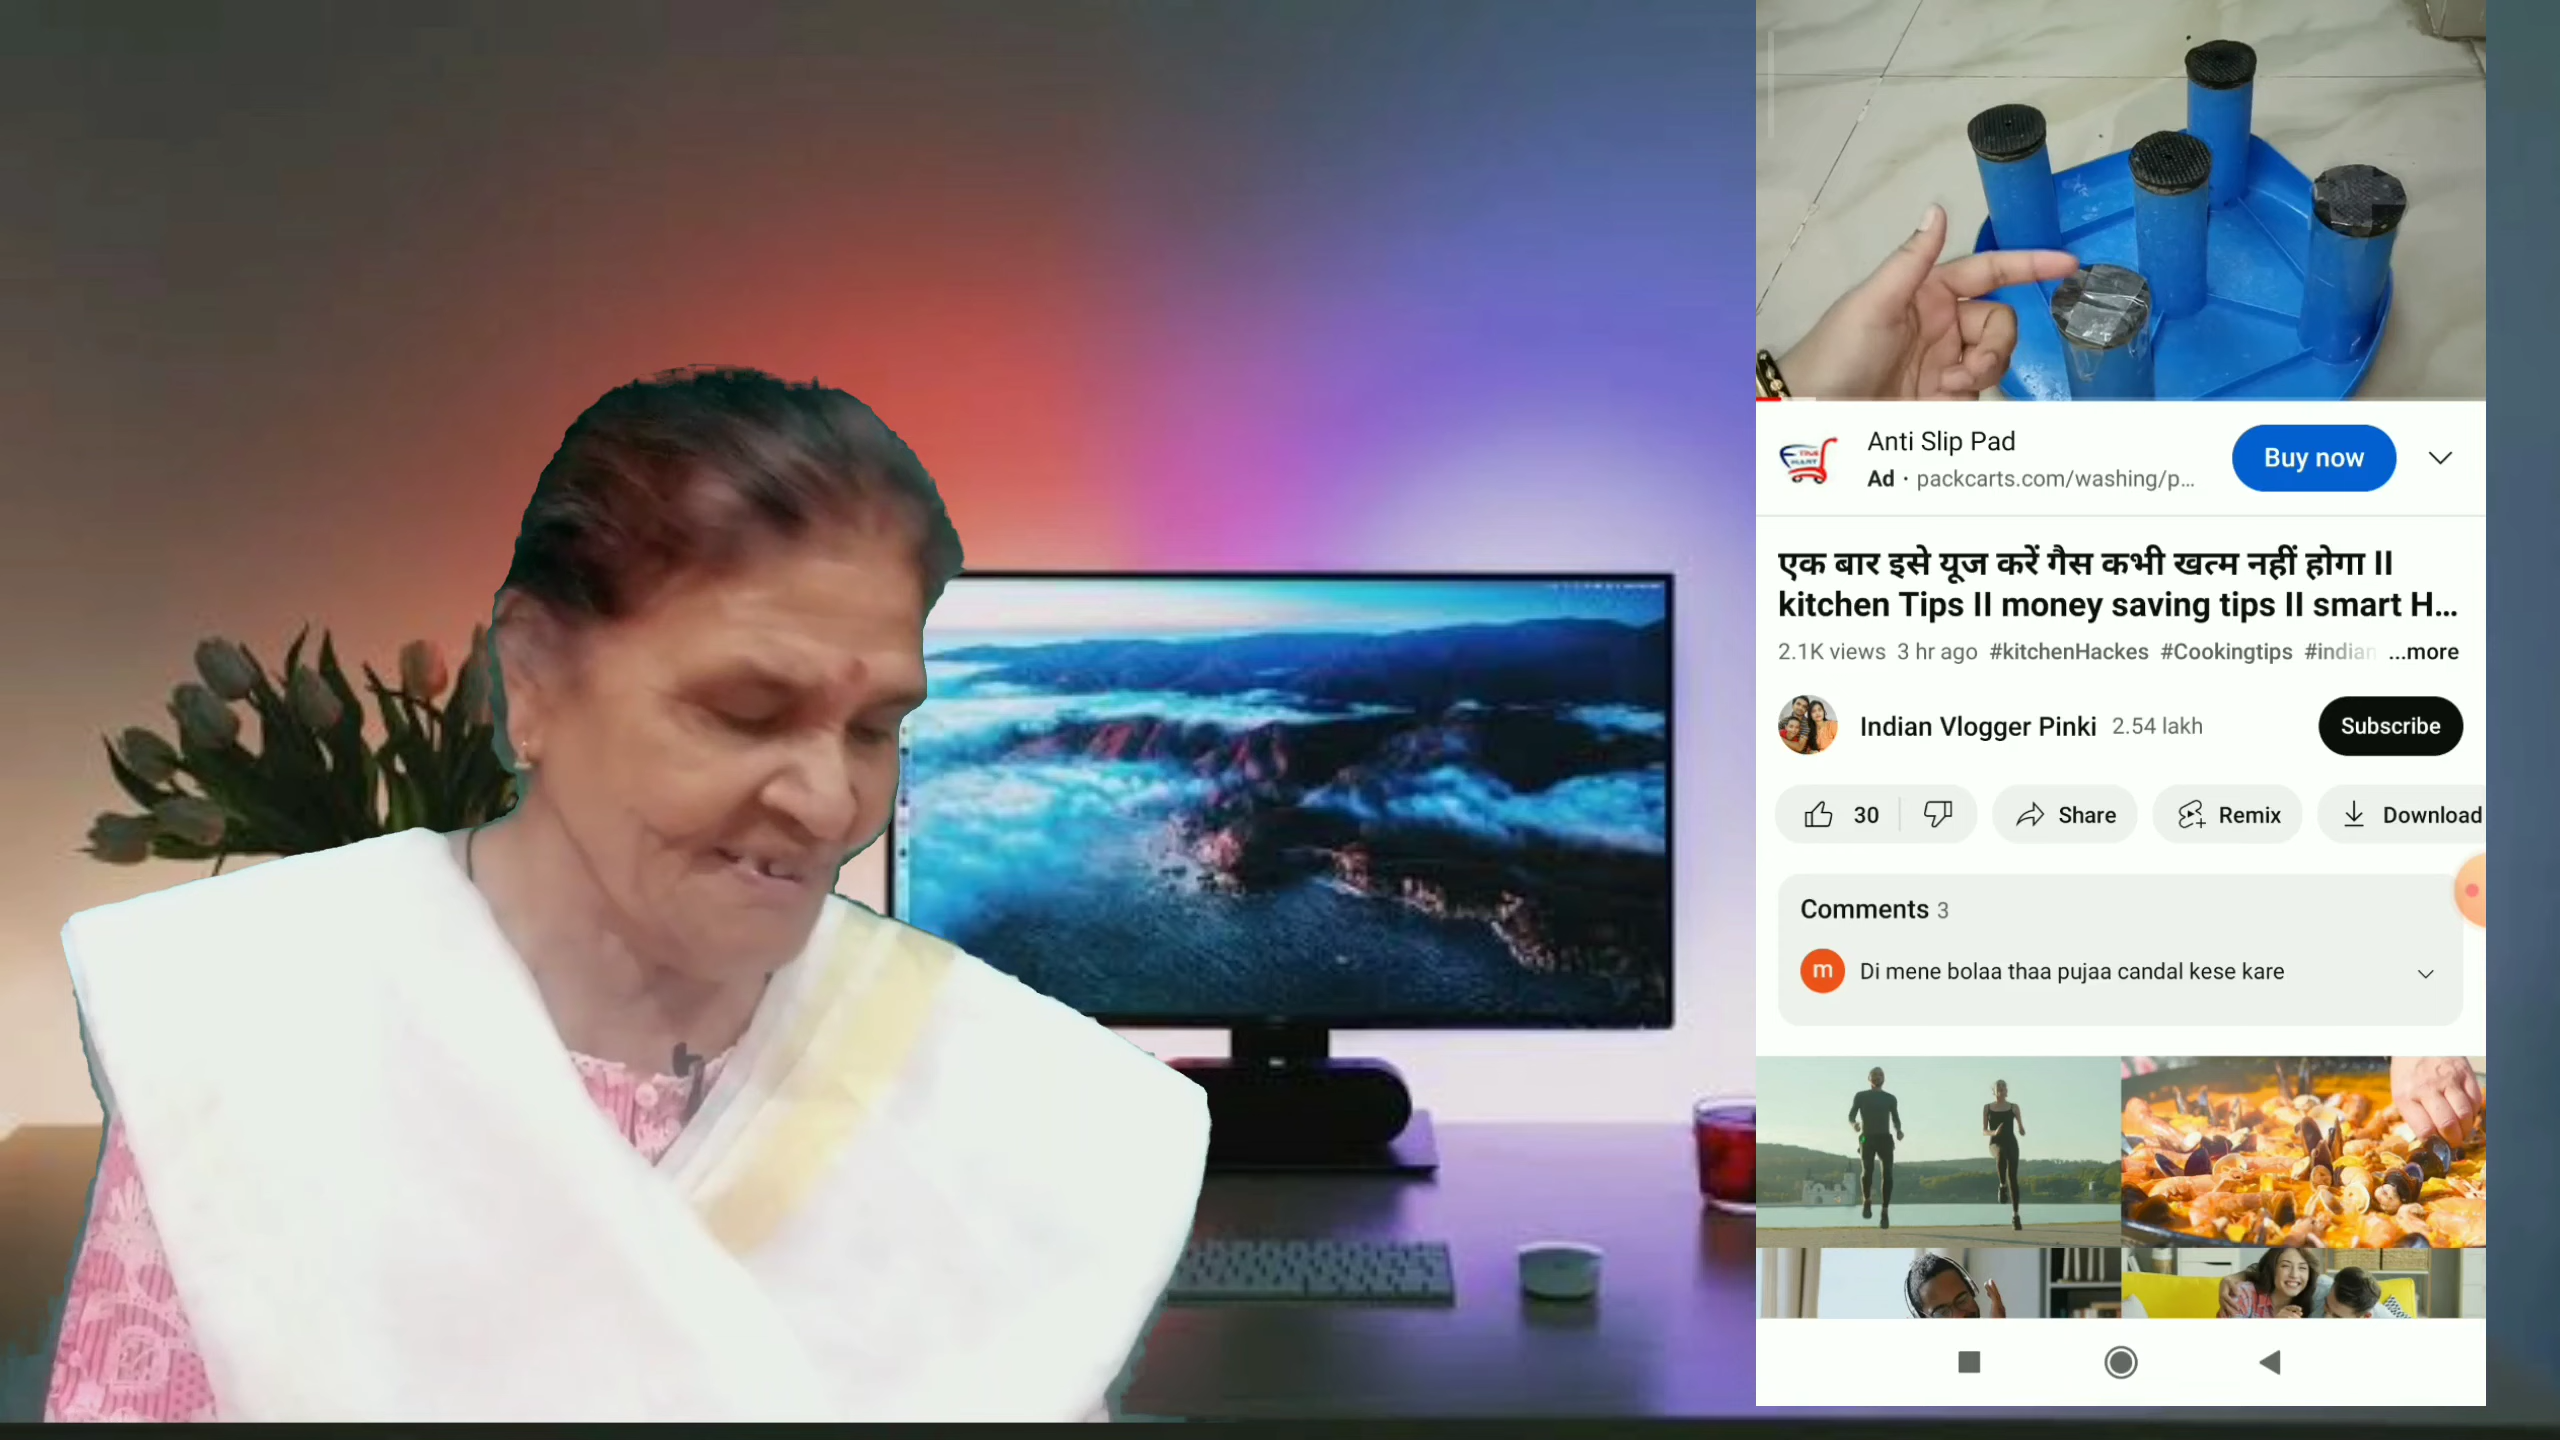 Anti Slip Pad
Ad · packcarts.com/washing/p...
Buy now
एक बार इसे यूज करें गैस कभी खत्म नहीं होगा II
kitchen Tips II money saving tips II smart H...
2.1K views 3 hr ago #kitchenHackes #Cookingtips #indian ...more
Indian Vlogger Pinki 2.54 lakh
Subscribe
30
Share
Remix
Download
Comments 3
m
Di mene bolaa thaa pujaa candal kese kare